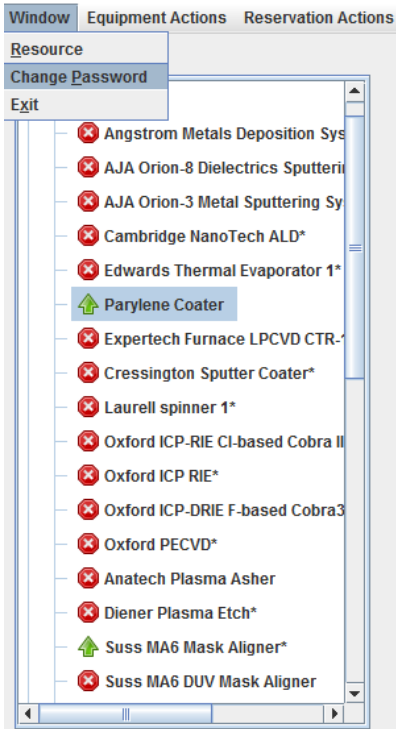 Window Equipment Actions Reservation Actions
Resource
Change Password
Exit
Angstrom Metals Deposition Sys
AJA Orion-8 Dielectrics Sputterin
AJA Orion-3 Metal Sputtering Sy
Cambridge NanoTech ALD*
Edwards Thermal Evaporator 1*
Parylene Coater
Expertech Furnace LPCVD CTR-1
Cressington Sputter Coater*
Laurell spinner 1*
Oxford ICP-RIE Cl-based Cobra II
Oxford ICP RIE*
Oxford ICP-DRIE F-based Cobra3
Oxford PECVD*
Anatech Plasma Asher
Diener Plasma Etch*
Suss MA6 Mask Aligner*
Suss MA6 DUV Mask Aligner